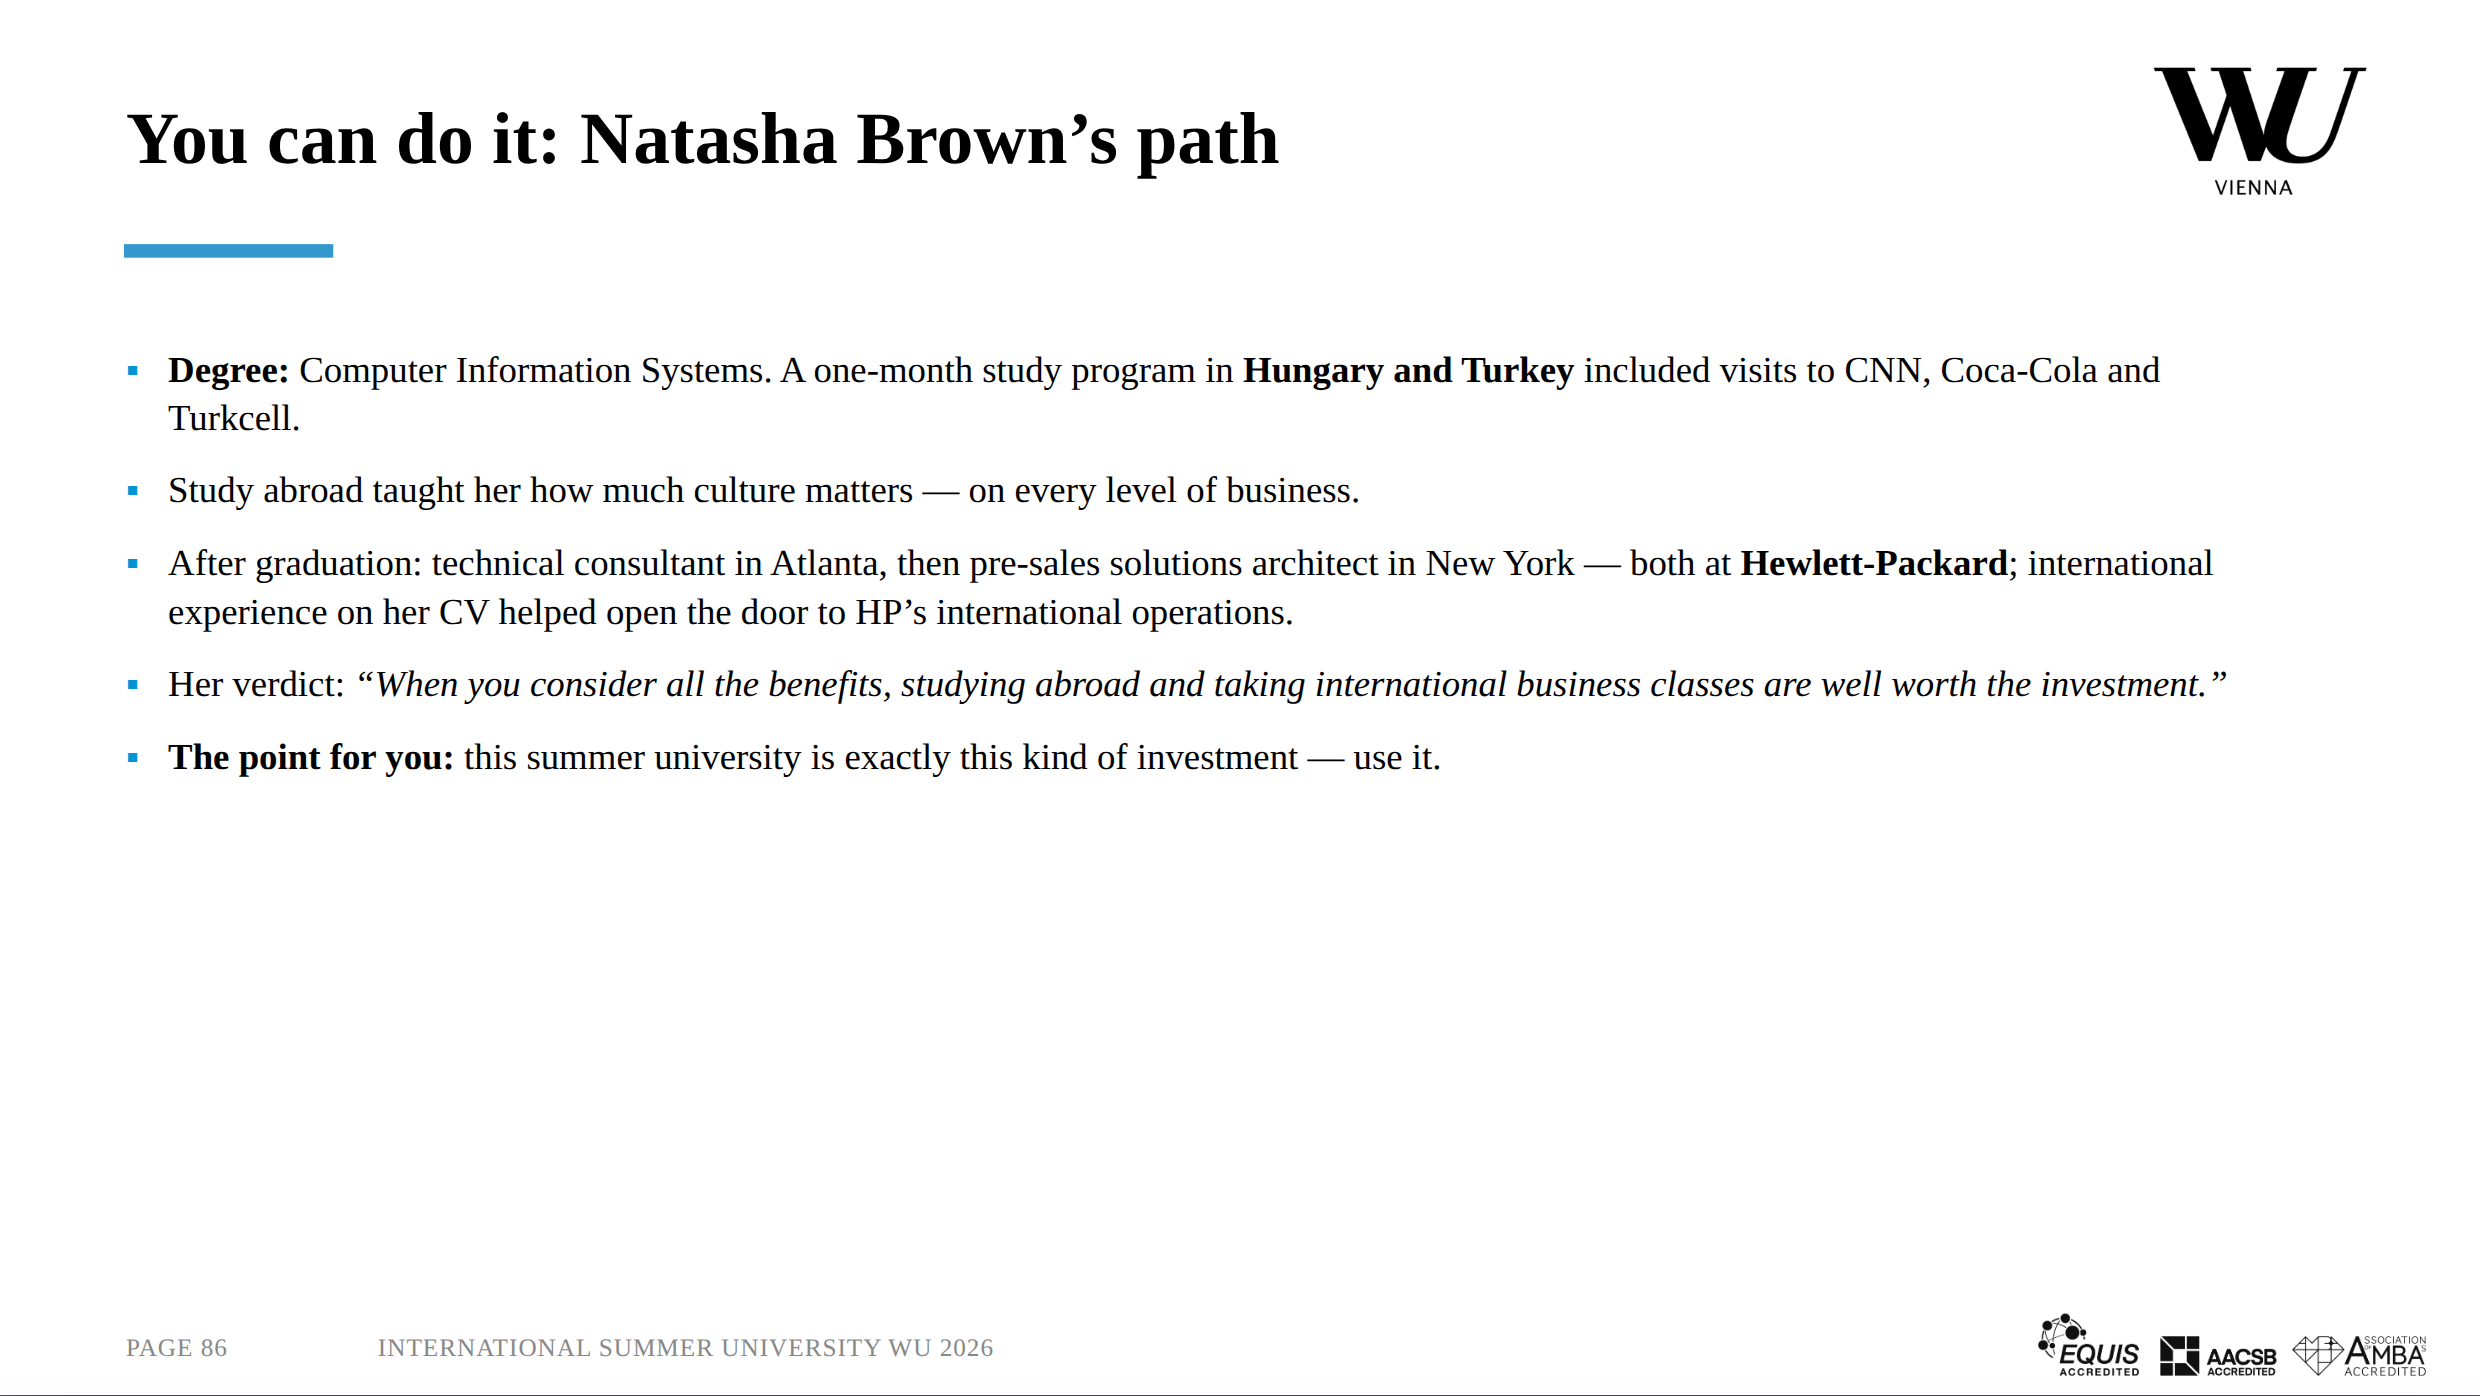 You can do it: Natasha Brown’s path
WU
VIENNA
▪ Degree: Computer Information Systems. A one-month study program in Hungary and Turkey included visits to CNN, Coca-Cola and
Turkcell.
▪ Study abroad taught her how much culture matters — on every level of business.
▪ After graduation: technical consultant in Atlanta, then pre-sales solutions architect in New York — both at Hewlett-Packard; international
experience on her CV helped open the door to HP’s international operations.
▪ Her verdict: “When you consider all the benefits, studying abroad and taking international business classes are well worth the investment.”
▪ The point for you: this summer university is exactly this kind of investment — use it.
PAGE 86 INTERNATIONAL SUMMER UNIVERSITY WU 2026
EQUIS
ACCREDITED
AACSB
ACCREDITED
ASSOCIATION
OF
AMBAS
ACCREDITED